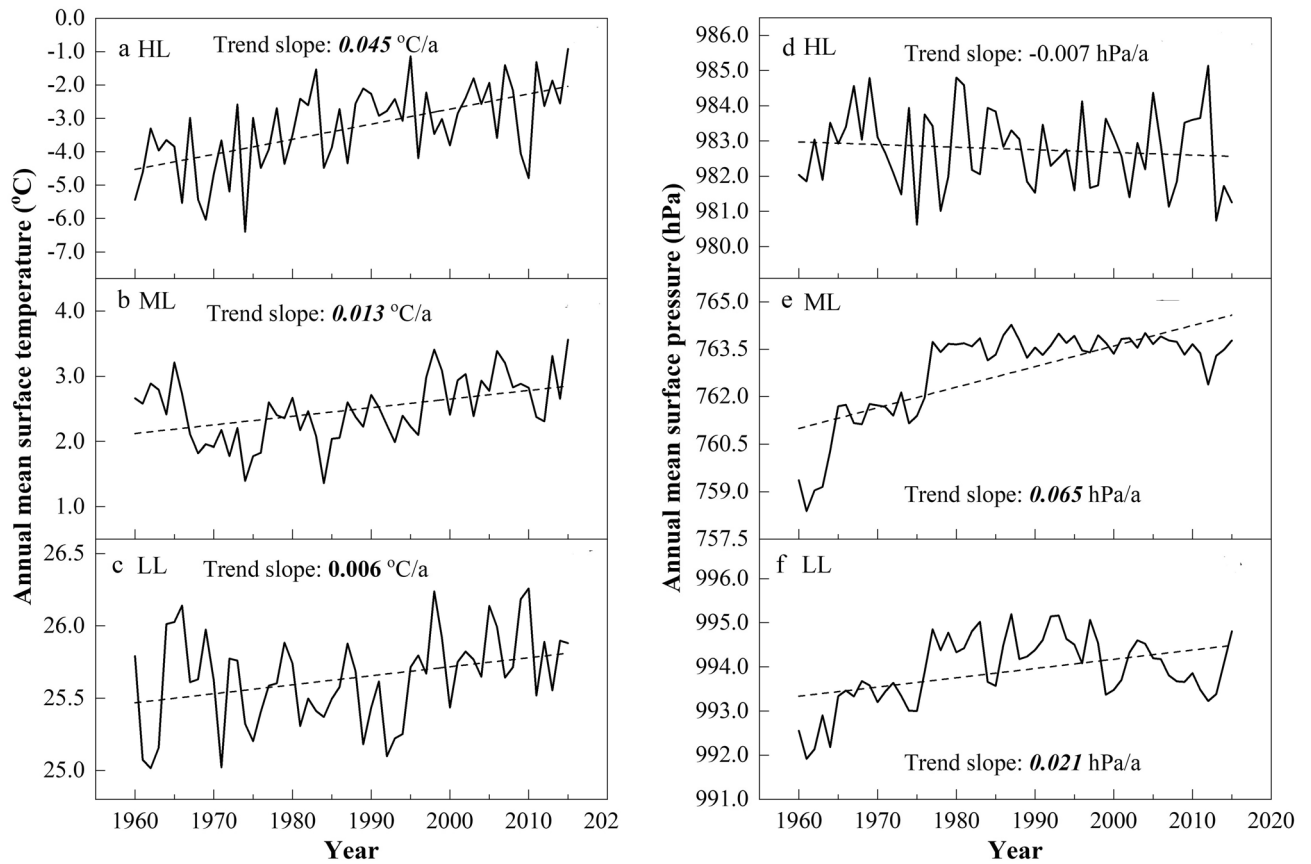 Annual mean surface temperature (°C)
0.0
-1.0
-2.0
-3.0
-4.0
-5.0
-6.0
-7.0
a HL
Trend slope: 0.045 °C/a
4.0
3.0
2.0
1.0
b ML
Trend slope: 0.013 °C/a
26.5
26.0
25.5
25.0
c LL
Trend slope: 0.006 °C/a
1960 1970 1980 1990 2000 2010 202
Year
Annual mean surface pressure (hPa)
986.0
985.0
984.0
983.0
982.0
981.0
980.0
d HL
Trend slope: -0.007 hPa/a
765.0
763.5
762.0
760.5
759.0
757.5
e ML
Trend slope: 0.065 hPa/a
996.0
995.0
994.0
993.0
992.0
991.0
f LL
Trend slope: 0.021 hPa/a
1960 1970 1980 1990 2000 2010 2020
Year